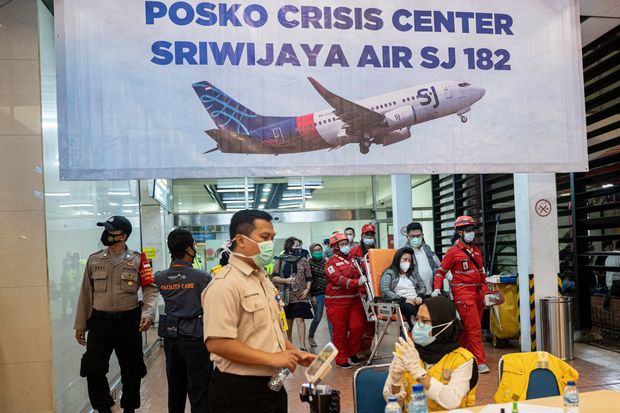 POSKO CRISIS CENTER
SRIWIJAYA AIR SJ 182
SJ
FACILITY CARE